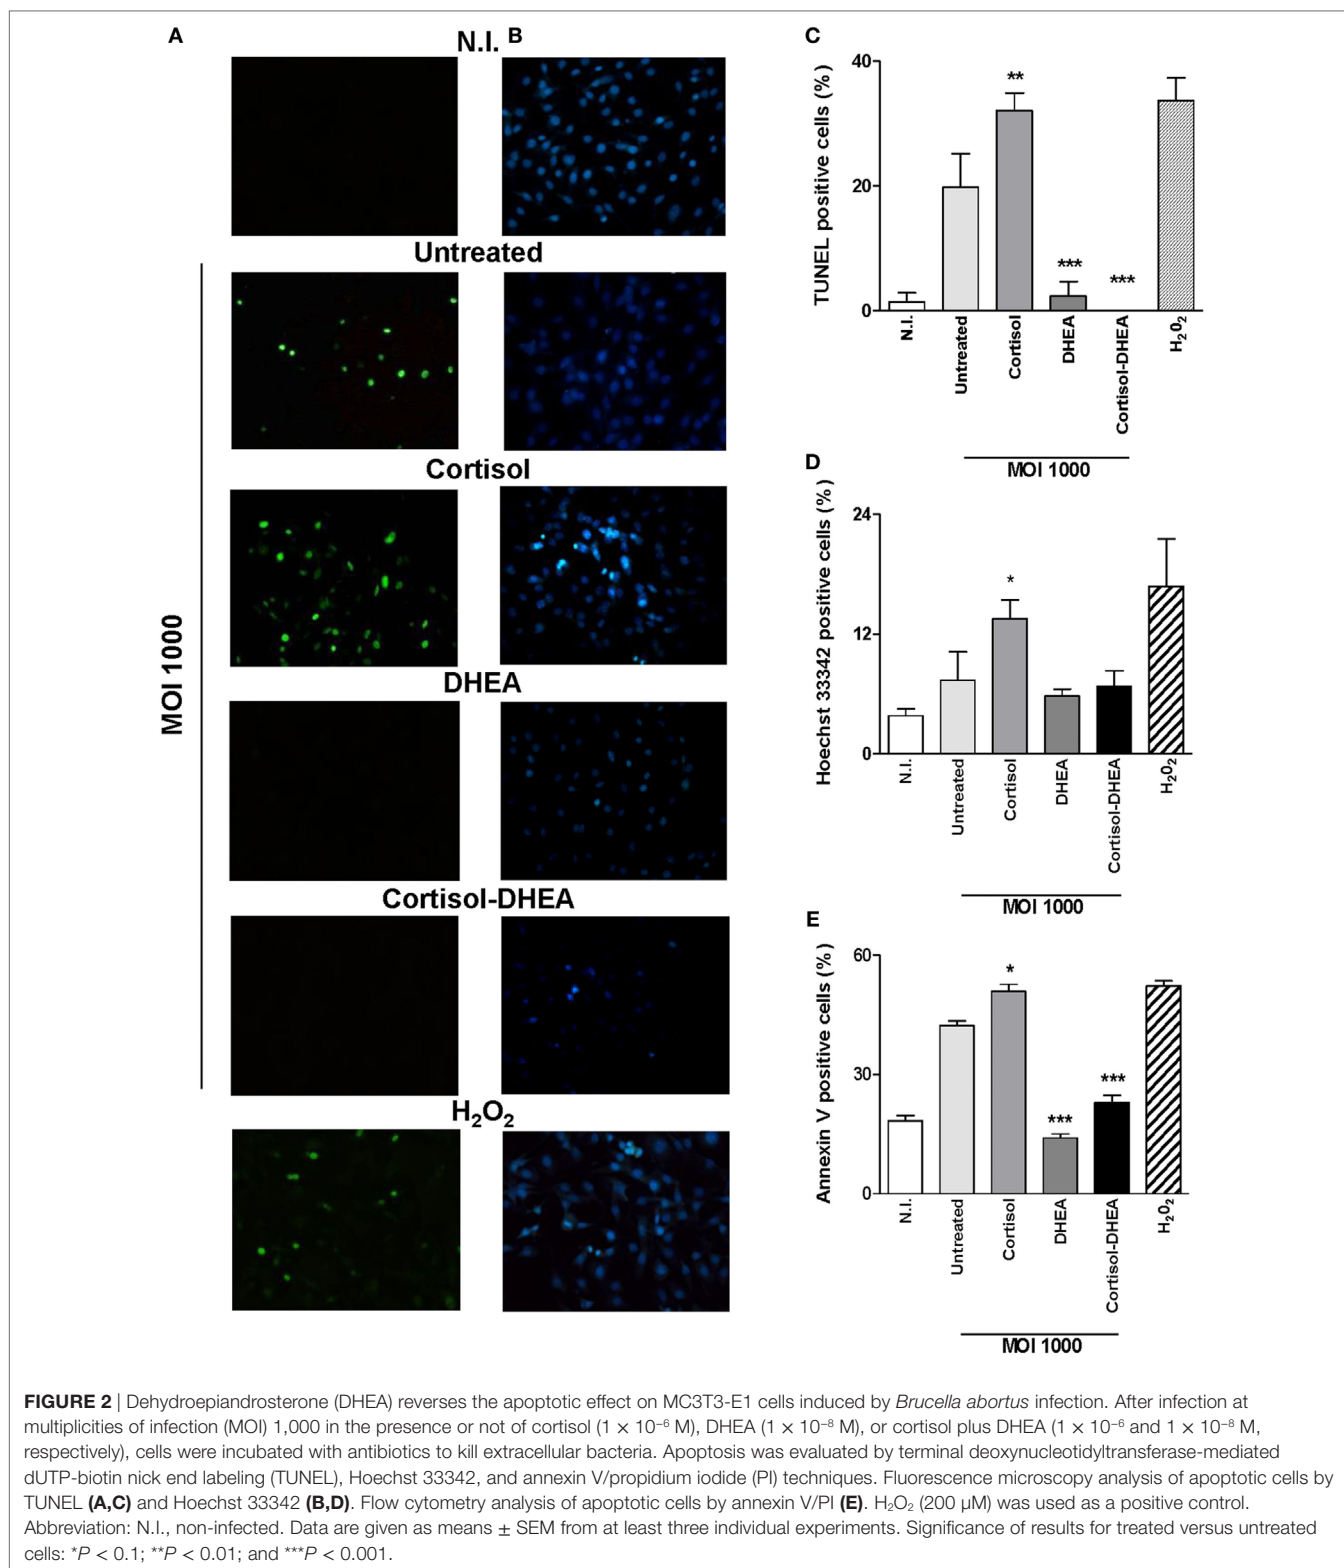 A
N.I.
B
Untreated
Cortisol
DHEA
Cortisol-DHEA
H₂O₂
MOI 1000
C
TUNEL positive cells (%)
40
20
0
**
***
***
N.I.
Untreated
Cortisol
DHEA
Cortisol-DHEA
H₂0₂
MOI 1000
D
Hoechst 33342 positive cells (%)
24
12
0
*
N.I.
Untreated
Cortisol
DHEA
Cortisol-DHEA
H₂0₂
MOI 1000
E
Annexin V positive cells (%)
60
30
0
*
***
***
N.I.
Untreated
Cortisol
DHEA
Cortisol-DHEA
H₂0₂
MOI 1000
FIGURE 2 | Dehydroepiandrosterone (DHEA) reverses the apoptotic effect on MC3T3-E1 cells induced by Brucella abortus infection. After infection at
multiplicities of infection (MOI) 1,000 in the presence or not of cortisol (1 × 10⁻⁶ M), DHEA (1 × 10⁻⁸ M), or cortisol plus DHEA (1 × 10⁻⁶ and 1 × 10⁻⁸ M,
respectively), cells were incubated with antibiotics to kill extracellular bacteria. Apoptosis was evaluated by terminal deoxynucleotidyltransferase-mediated
dUTP-biotin nick end labeling (TUNEL), Hoechst 33342, and annexin V/propidium iodide (PI) techniques. Fluorescence microscopy analysis of apoptotic cells by
TUNEL (A,C) and Hoechst 33342 (B,D). Flow cytometry analysis of apoptotic cells by annexin V/PI (E). H₂O₂ (200 µM) was used as a positive control.
Abbreviation: N.I., non-infected. Data are given as means ± SEM from at least three individual experiments. Significance of results for treated versus untreated
cells: *P < 0.1; **P < 0.01; and ***P < 0.001.